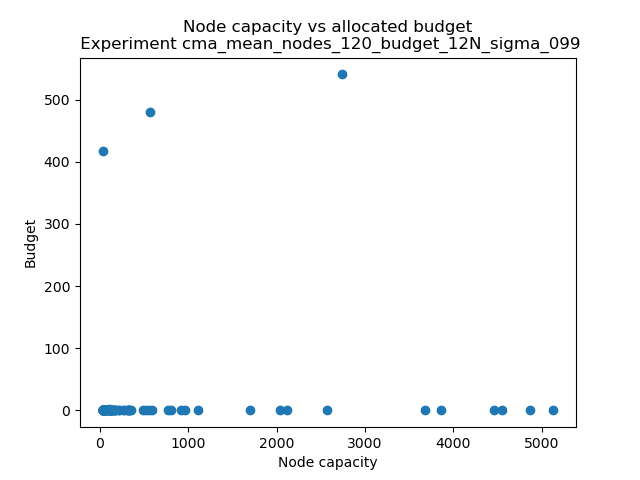 Node capacity vs allocated budget
Experiment cma_mean_nodes_120_budget_12N_sigma_099
500
400
300
200
100
0
Budget
0 1000 2000 3000 4000 5000
Node capacity